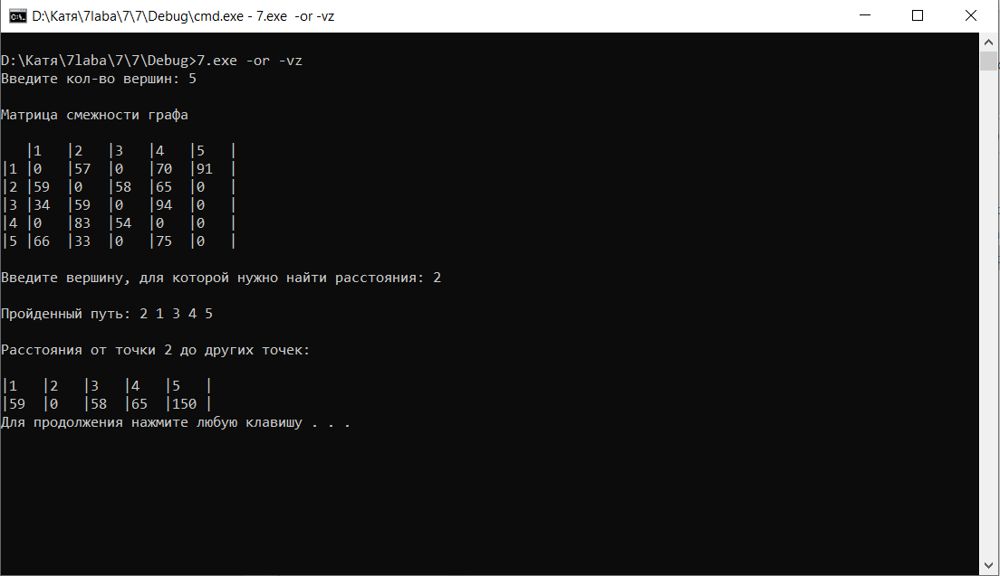 D:\Катя\7laba\7\7\Debug\cmd.exe - 7.exe  -or -vz
D:\Катя\7laba\7\7\Debug>7.exe -or -vz
Введите кол-во вершин: 5
Матрица смежности графа
   |1   |2   |3   |4   |5   |
|1 |0   |57  |0   |70  |91  |
|2 |59  |0   |58  |65  |0   |
|3 |34  |59  |0   |94  |0   |
|4 |0   |83  |54  |0   |0   |
|5 |66  |33  |0   |75  |0   |
Введите вершину, для которой нужно найти расстояния: 2
Пройденный путь: 2 1 3 4 5
Расстояния от точки 2 до других точек:
|1   |2   |3   |4   |5   |
|59  |0   |58  |65  |150 |
Для продолжения нажмите любую клавишу . . .